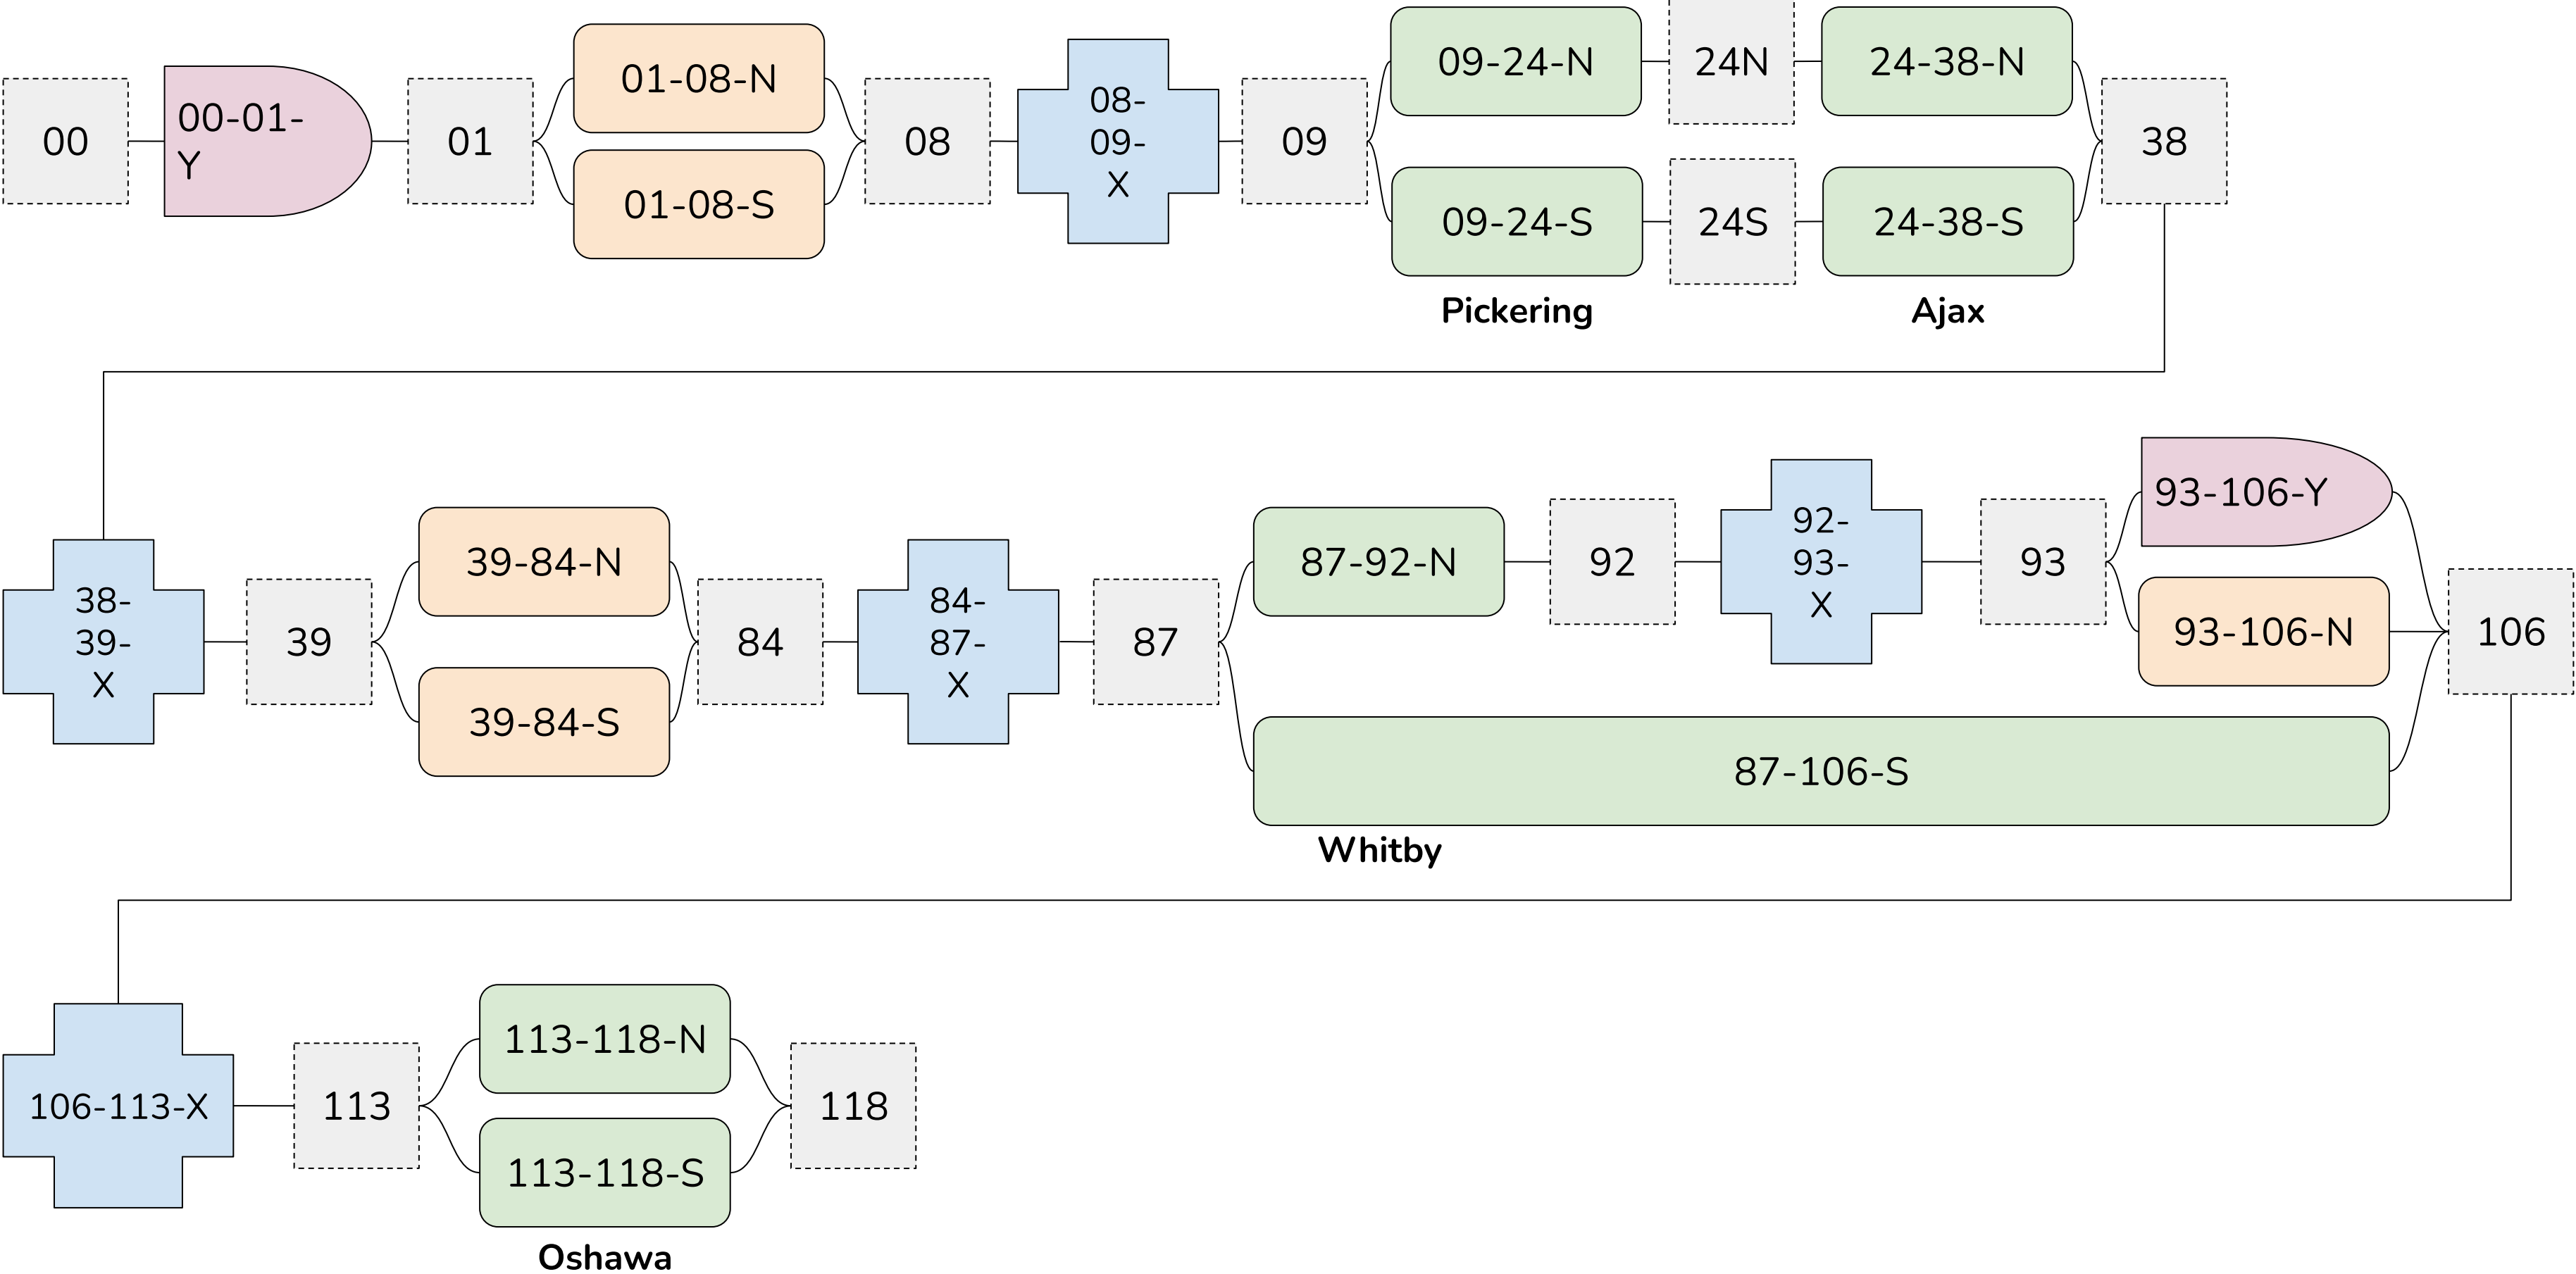 00
00-01-
Y
01
01-08-N
01-08-S
08
08-
09-
X
09
09-24-N
24N
24-38-N
09-24-S
24S
24-38-S
38
Pickering
Ajax
38-
39-
X
39
39-84-N
39-84-S
84
84-
87-
X
87
87-92-N
92
92-
93-
X
93
93-106-Y
93-106-N
87-106-S
106
Whitby
106-113-X
113
113-118-N
113-118-S
118
Oshawa